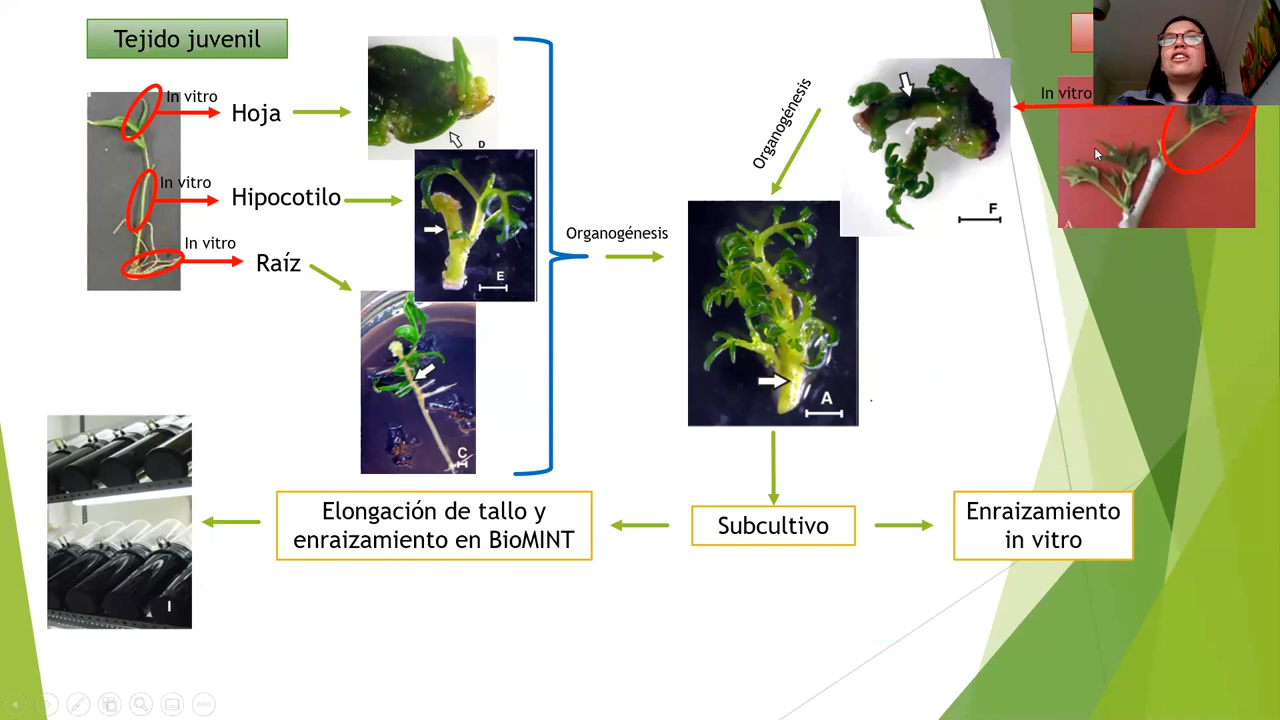 Tejido juvenil
In vitro
Hoja
D
In vitro
Hipocotilo
E
In vitro
Raíz
C
Organogénesis
Organogénesis
F
In vitro
A
A
Subcultivo
Elongación de tallo y
enraizamiento en BioMINT
Enraizamiento
in vitro
I